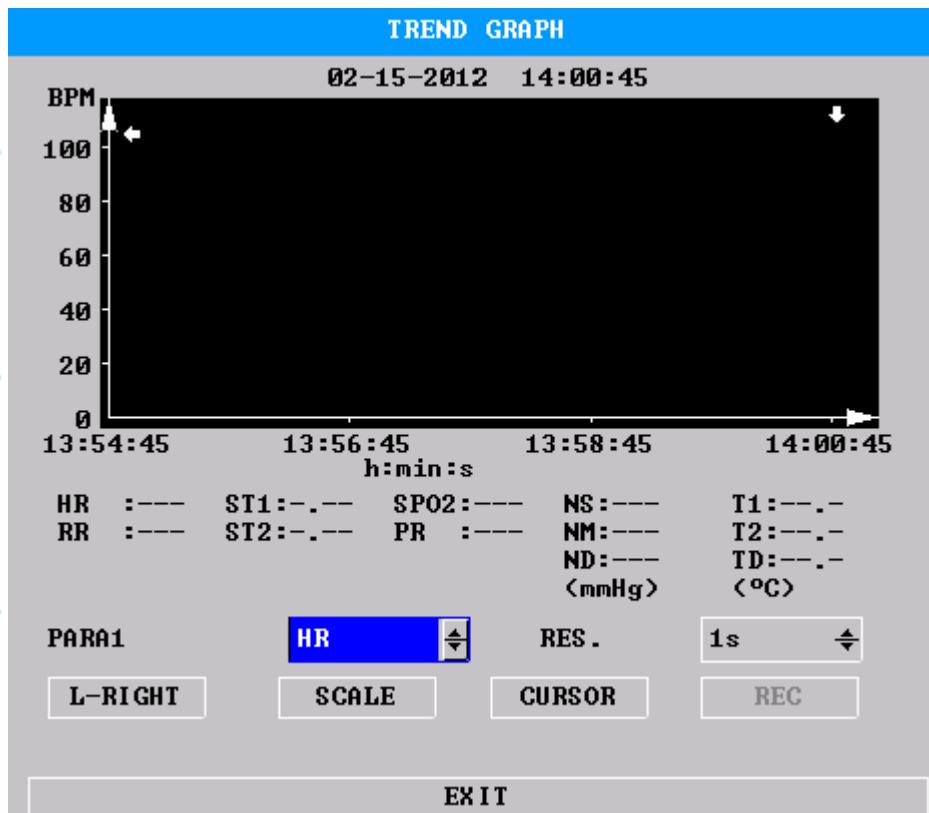 TREND GRAPH
02-15-2012 14:00:45
BPM
100
80
60
40
20
0
13:54:45 13:56:45 13:58:45 14:00:45
h:min:s
HR :--- ST1:-.-- SPO2:--- NS:--- T1:--.-
RR :--- ST2:-.-- PR :--- NM:--- T2:--.-
ND:--- TD:--.-
(mmHg) (ºC)
PARA1 HR RES. 1s
L-RIGHT SCALE CURSOR REC
EXIT